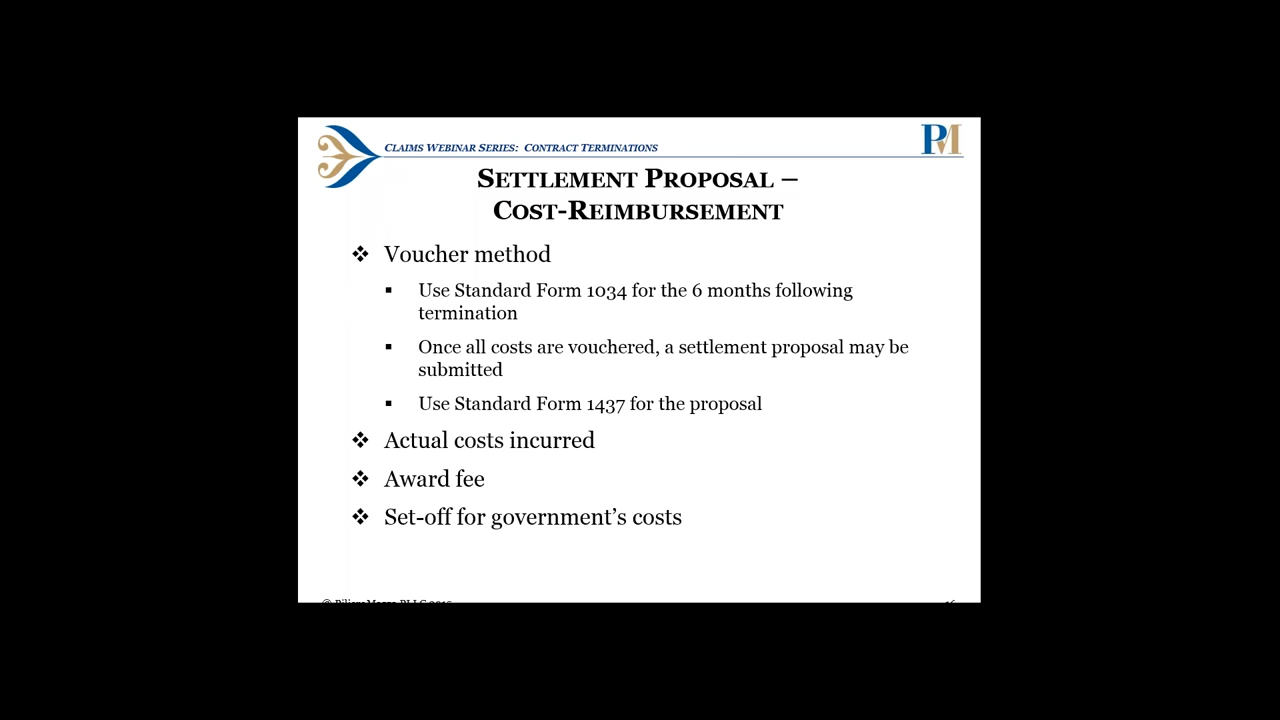 CLAIMS WEBINAR SERIES: CONTRACT TERMINATIONS
PM
SETTLEMENT PROPOSAL –
COST-REIMBURSEMENT
❖ Voucher method
▪ Use Standard Form 1034 for the 6 months following
termination
▪ Once all costs are vouchered, a settlement proposal may be
submitted
▪ Use Standard Form 1437 for the proposal
❖ Actual costs incurred
❖ Award fee
❖ Set-off for government’s costs